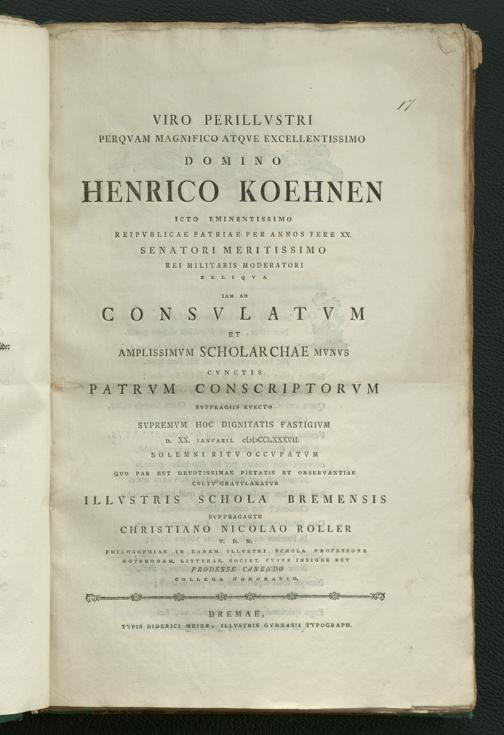 17
VIRO PERILLVSTRI
PERQVAM MAGNIFICO ATQVE EXCELLENTISSIMO
DOMINO
HENRICO KOEHNEN
ICTO EMINENTISSIMO
REIPVBLICAE PATRIAE PER ANNOS FERE XX.
SENATORI MERITISSIMO
REI MILITARIS MODERATORI
RELIQVA
IAM AD
CONSVLATVM
ET
AMPLISSIMVM SCHOLARCHAE MVNVS
CVNCTIS
PATRVM CONSCRIPTORVM
SVFFRAGIIS EVECTO
SVPREMVM HOC DIGNITATIS FASTIGIVM
D. XX. IANVARII. cIↃIↃCCLXXXVII.
SOLEMNI RITV OCCVPATVM
QVO PAR EST DEVOTISSIMAE PIETATIS ET OBSERVANTIAE
CVLTV GRATVLANATVR
ILLVSTRIS SCHOLA BREMENSIS
SVFFRAGANTE
CHRISTIANO NICOLAO ROLLER
V. D. M.
PHILOSOPHIAE IN EADEM ILLVSTRI SCHOLA PROFESSORE
ROTERODAM, LITTERAR. SOCIET. CVIVS INSIGNE EST
PRODESSE CANENDO
COLLEGA HONORARIO.
BREMAE,
TYPIS DIDERICI MEIER, ILLVSTRIS GYMNASII TYPOGRAPH.